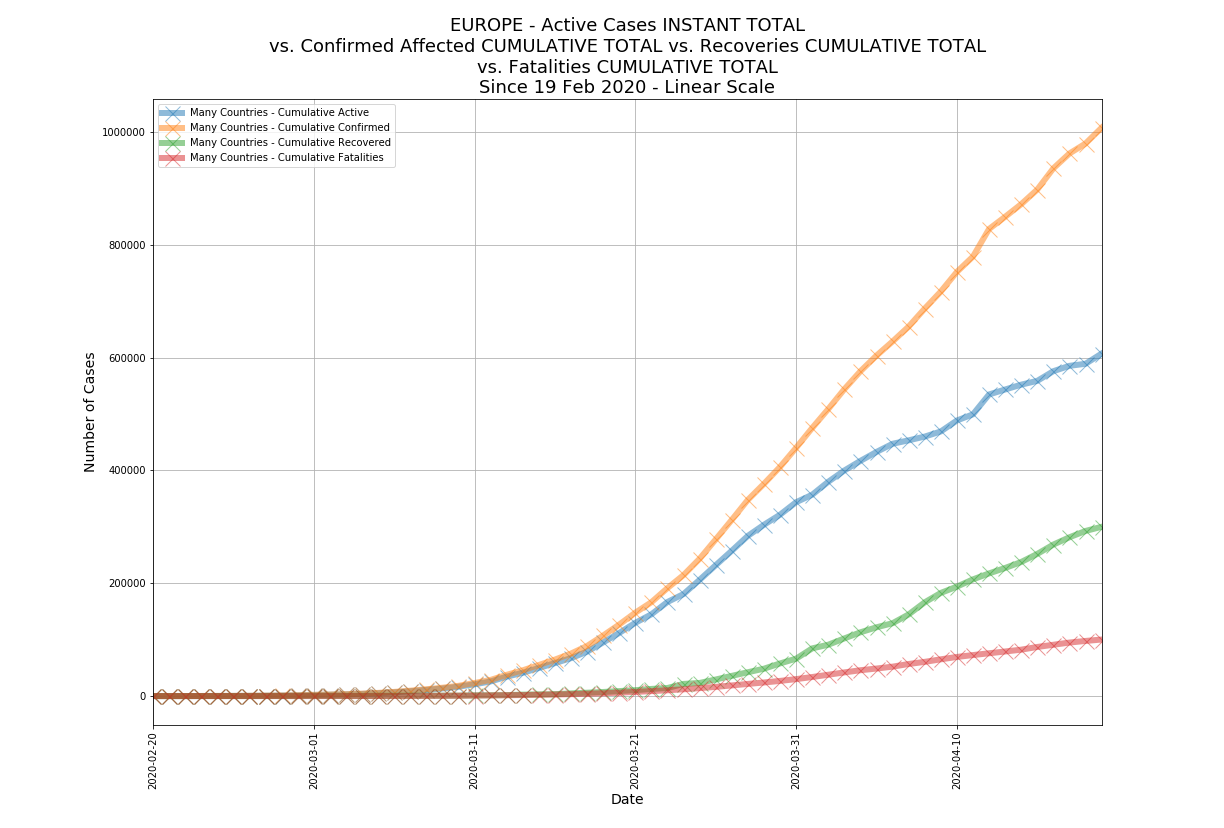 EUROPE - Active Cases INSTANT TOTAL
vs. Confirmed Affected CUMULATIVE TOTAL vs. Recoveries CUMULATIVE TOTAL
vs. Fatalities CUMULATIVE TOTAL
Since 19 Feb 2020 - Linear Scale
Many Countries - Cumulative Active
Many Countries - Cumulative Confirmed
Many Countries - Cumulative Recovered
Many Countries - Cumulative Fatalities
Number of Cases
1000000
800000
600000
400000
200000
0
2020-02-20
2020-03-01
2020-03-11
2020-03-21
2020-03-31
2020-04-10
Date